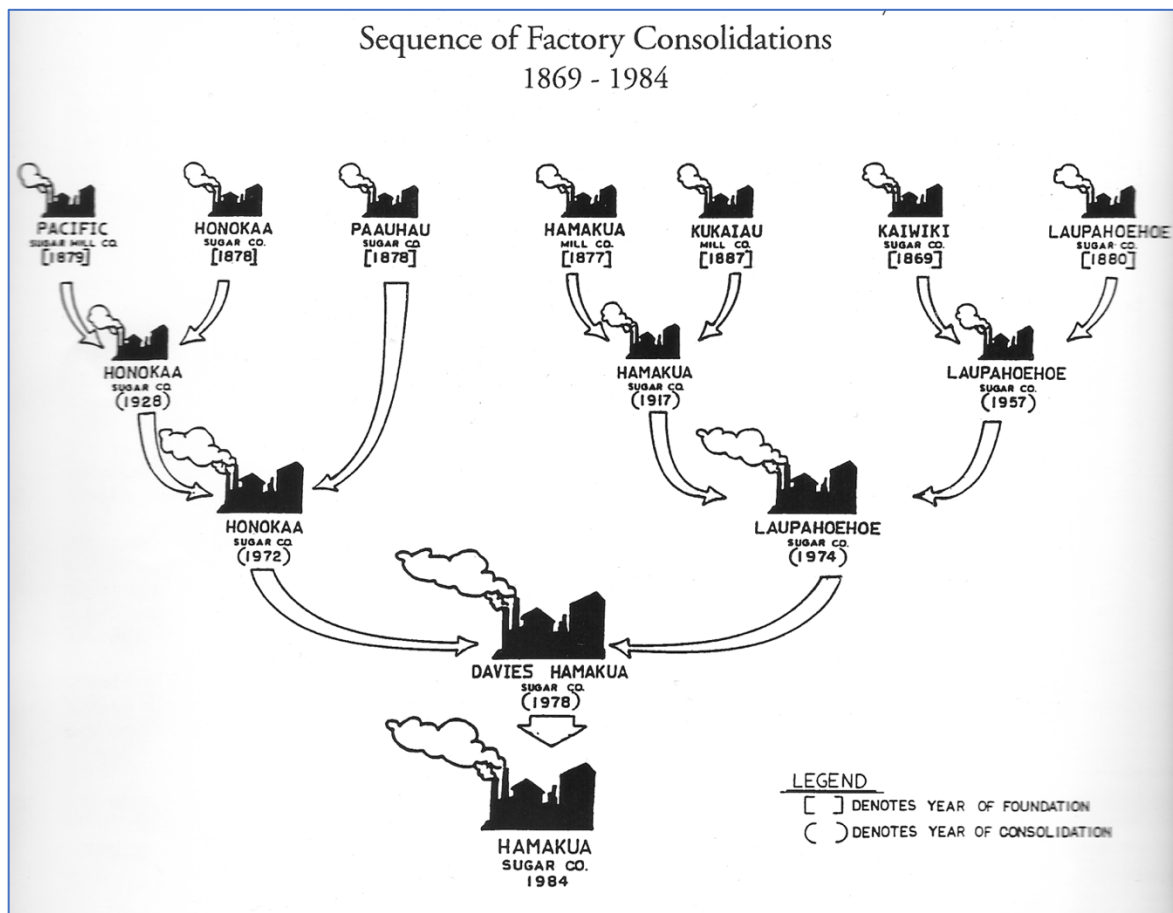 Sequence of Factory Consolidations
1869 - 1984
PACIFIC
SUGAR MILL CO.
[1879]
HONOKAA
SUGAR CO.
[1878]
PAAUHAU
SUGAR CO.
[1878]
HAMAKUA
MILL CO.
[1877]
KUKAIAU
MILL CO.
[1887]
KAIWIKI
SUGAR CO.
[1869]
LAUPAHOEHOE
SUGAR CO.
[1880]
HONOKAA
SUGAR CO.
(1928)
HAMAKUA
SUGAR CO.
(1917)
LAUPAHOEHOE
SUGAR CO.
(1957)
HONOKAA
SUGAR CO.
(1972)
LAUPAHOEHOE
SUGAR CO.
(1974)
DAVIES HAMAKUA
SUGAR CO.
(1978)
HAMAKUA
SUGAR CO.
1984
LEGEND
[ ] DENOTES YEAR OF FOUNDATION
( ) DENOTES YEAR OF CONSOLIDATION